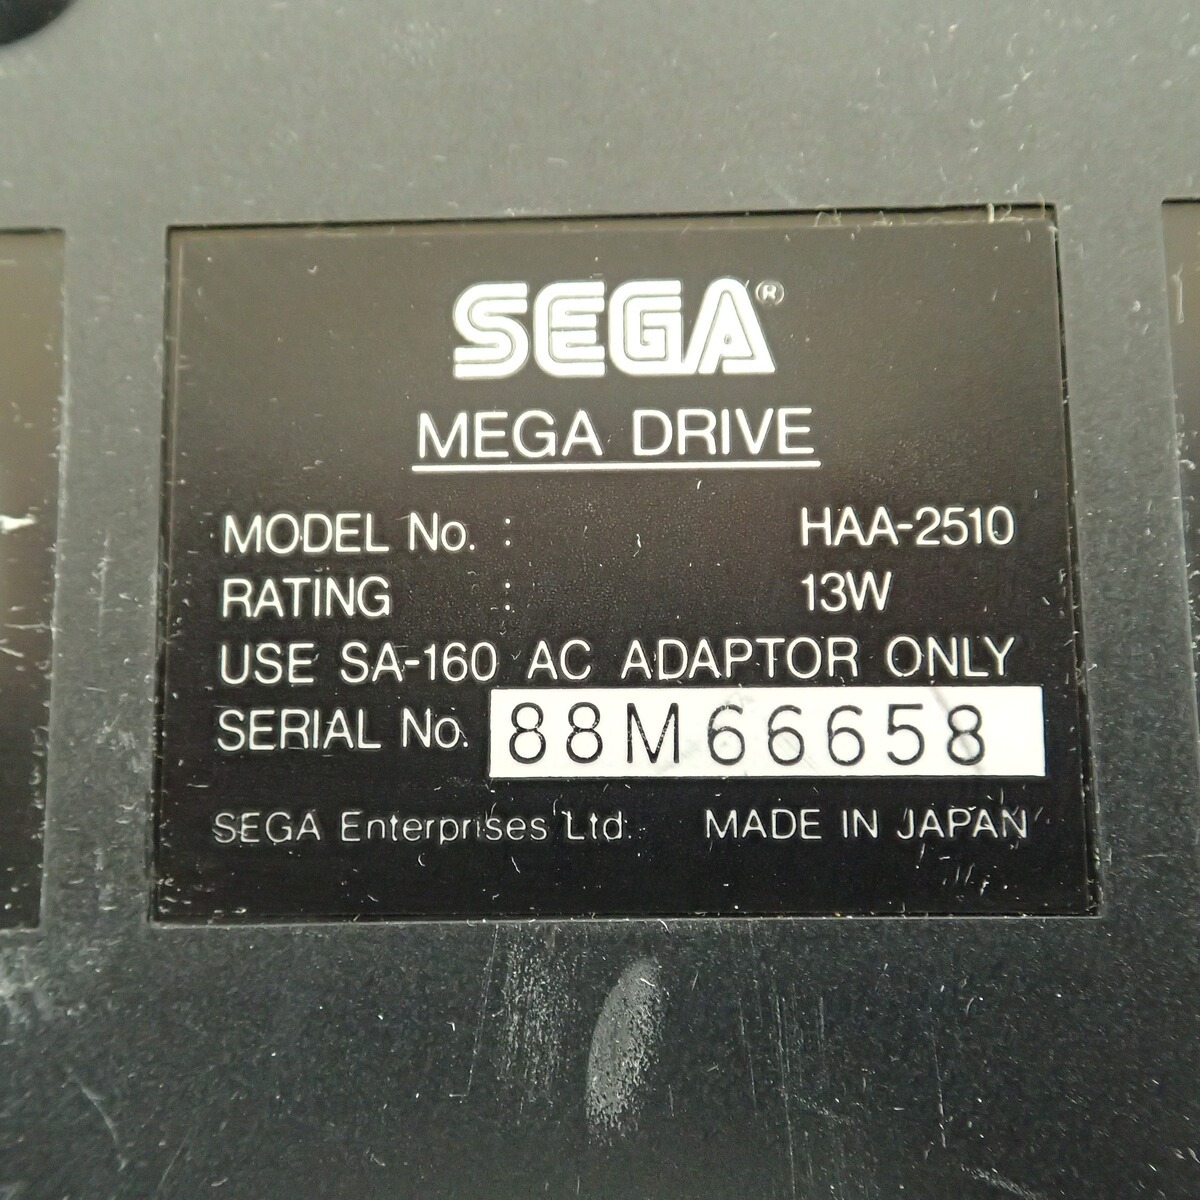 SEGA®
MEGA DRIVE
MODEL No. : HAA-2510
RATING : 13W
USE SA-160 AC ADAPTOR ONLY
SERIAL No. 88M66658
SEGA Enterprises Ltd. MADE IN JAPAN